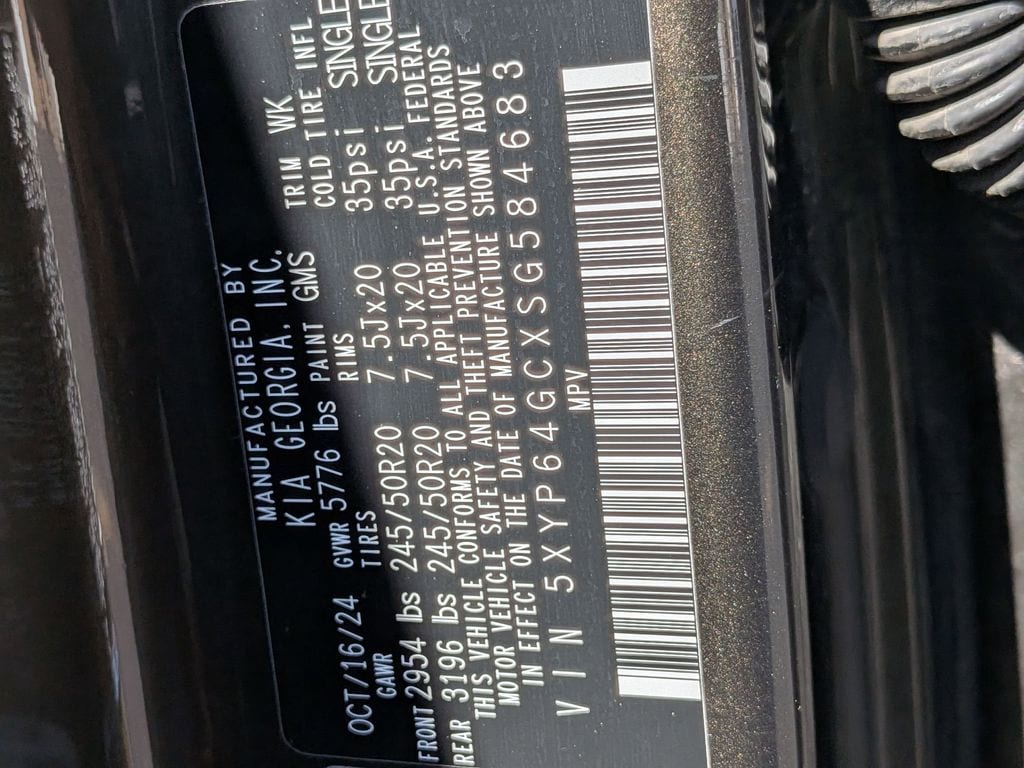 MANUFACTURED BY
KIA GEORGIA, INC.
OCT/16/24 GVWR 5776 lbs PAINT GMS TRIM WK
GAWR TIRES RIMS COLD TIRE INFL
FRONT 2954 lbs 245/50R20 7.5Jx20 35psi SINGLE
REAR 3196 lbs 245/50R20 7.5Jx20 35psi SINGLE
THIS VEHICLE CONFORMS TO ALL APPLICABLE U.S.A. FEDERAL
MOTOR VEHICLE SAFETY AND THEFT PREVENTION STANDARDS
IN EFFECT ON THE DATE OF MANUFACTURE SHOWN ABOVE
VIN 5XYP64GCXSG584683
MPV